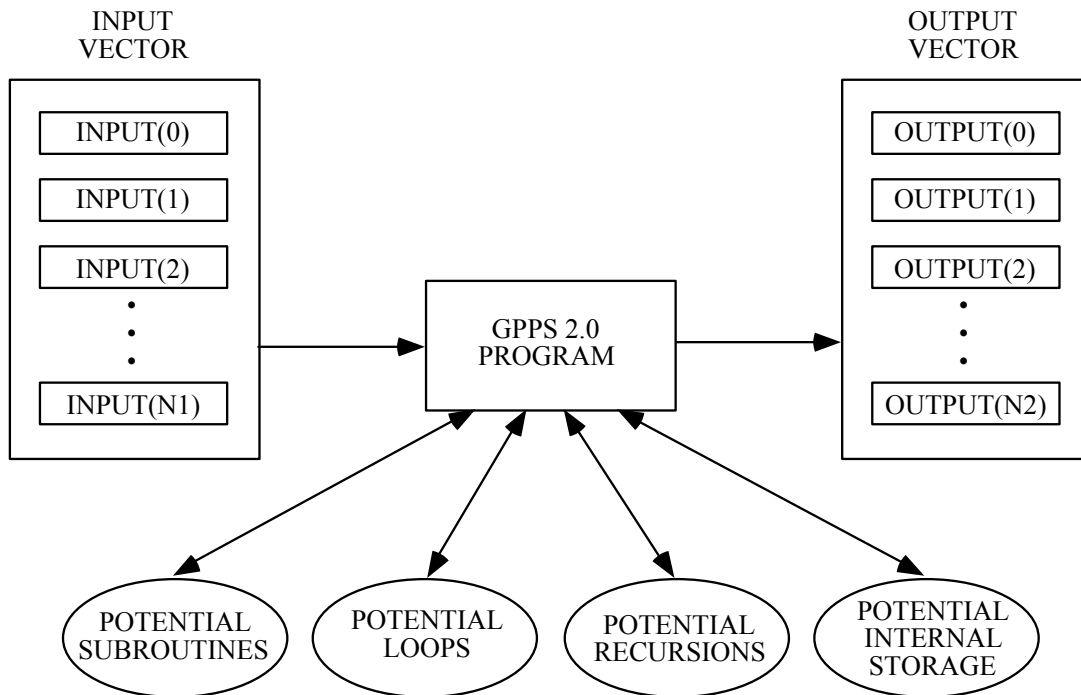 INPUT
VECTOR
INPUT(0)
INPUT(1)
INPUT(2)
INPUT(N1)
GPPS 2.0
PROGRAM
OUTPUT
VECTOR
OUTPUT(0)
OUTPUT(1)
OUTPUT(2)
OUTPUT(N2)
POTENTIAL
SUBROUTINES
POTENTIAL
LOOPS
POTENTIAL
RECURSIONS
POTENTIAL
INTERNAL
STORAGE